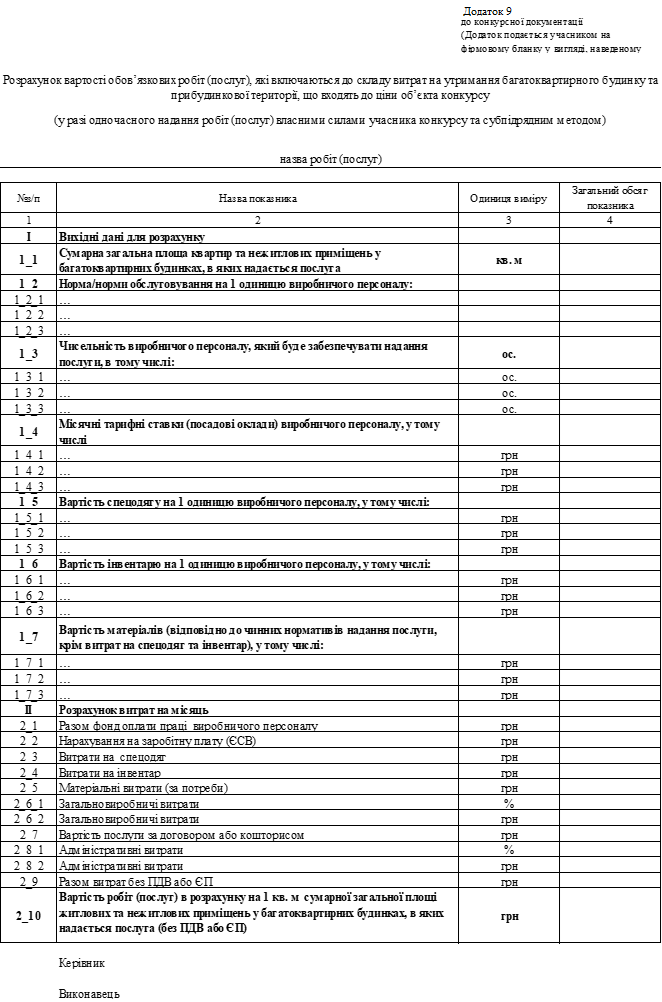 Додаток 9
до конкурсної документації
(Додаток подається учасником на
фірмовому бланку у вигляді, наведеному
Розрахунок вартості обов’язкових робіт (послуг), які включаються до складу витрат на утримання багатоквартирного будинку та
прибудинкової території, що входять до ціни об’єкта конкурсу
(у разі одночасного надання робіт (послуг) власними силами учасника конкурсу та субпідрядним методом)
назва робіт (послуг)
№з/п Назва показника Одиниця виміру Загальний обсяг
показника
1 2 3 4
I Вихідні дані для розрахунку
1_1 Сумарна загальна площа квартир та нежитлових приміщень у
багатоквартирних будинках, в яких надається послуга кв. м
1_2 Норма/норми обслуговування на 1 одиницю виробничого персоналу:
1_2_1 …
1_2_2 …
1_2_3 …
1_3 Чисельність виробничого персоналу, який буде забезпечувати надання
послуги, в тому числі: ос.
1_3_1 … ос.
1_3_2 … ос.
1_3_3 … ос.
1_4 Місячні тарифні ставки (посадові оклади) виробничого персоналу, у тому
числі
1_4_1 … грн
1_4_2 … грн
1_4_3 … грн
1_5 Вартість спецодягу на 1 одиницю виробничого персоналу, у тому числі:
1_5_1 … грн
1_5_2 … грн
1_5_3 … грн
1_6 Вартість інвентарю на 1 одиницю виробничого персоналу, у тому числі:
1_6_1 … грн
1_6_2 … грн
1_6_3 … грн
1_7 Вартість матеріалів (відповідно до чинних нормативів надання послуги,
крім витрат на спецодяг та інвентар), у тому числі:
1_7_1 … грн
1_7_2 … грн
1_7_3 … грн
II Розрахунок витрат на місяць
2_1 Разом фонд оплати праці виробничого персоналу грн
2_2 Нарахування на заробітну плату (ЄСВ) грн
2_3 Витрати на спецодяг грн
2_4 Витрати на інвентар грн
2_5 Матеріальні витрати (за потреби) грн
2_6_1 Загальновиробничі витрати %
2_6_2 Загальновиробничі витрати грн
2_7 Вартість послуги за договором або кошторисом грн
2_8_1 Адміністративні витрати %
2_8_2 Адміністративні витрати грн
2_9 Разом витрат без ПДВ або ЄП грн
2_10 Вартість робіт (послуг) в розрахунку на 1 кв. м сумарної загальної площі
житлових та нежитлових приміщень у багатоквартирних будинках, в яких
надається послуга (без ПДВ або ЄП) грн
Керівник
Виконавець